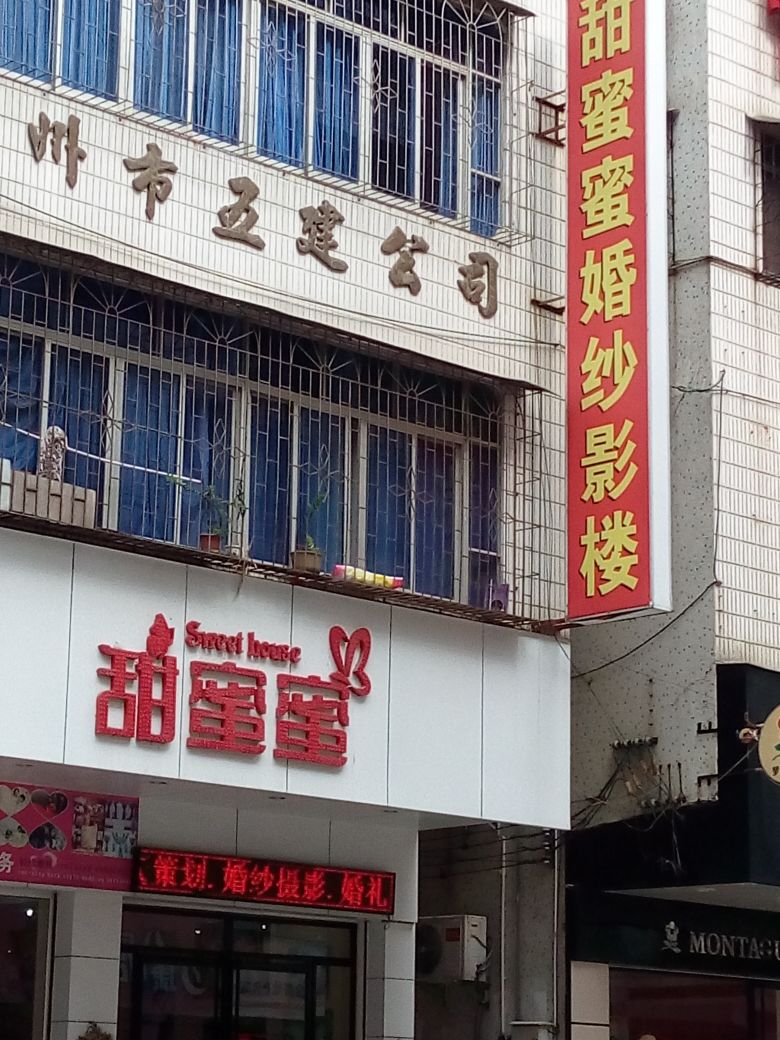 甜蜜蜜婚纱影楼
州市五建公司
Sweet house
甜蜜蜜
务
策划.婚纱摄影.婚礼
MONTAGU